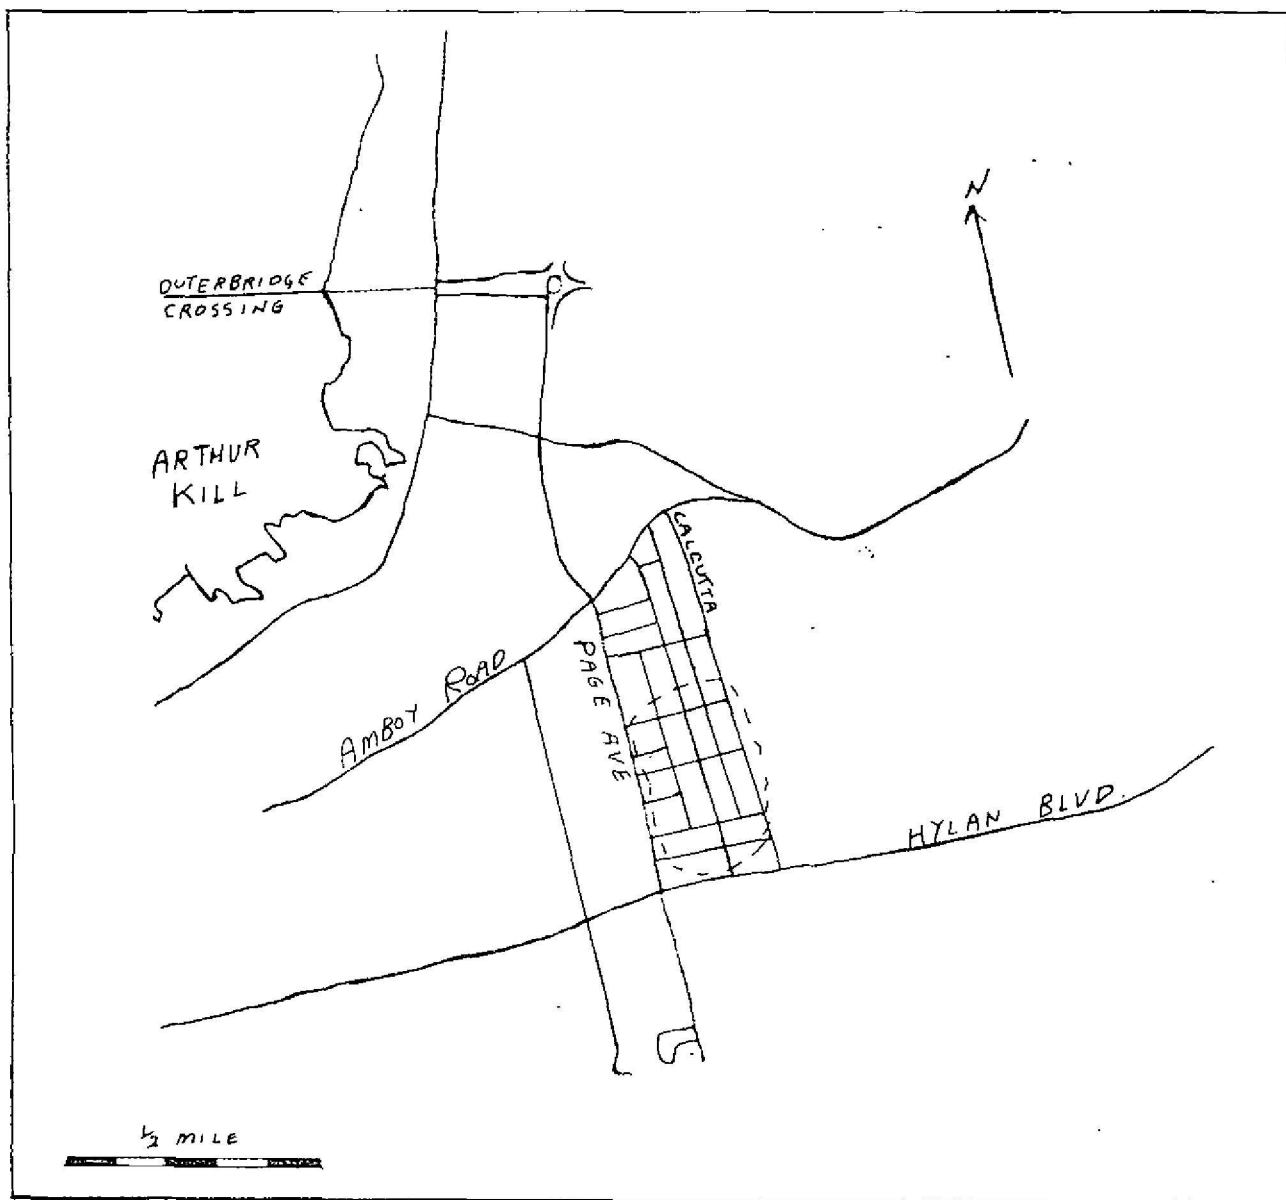 N
OUTERBRIDGE
CROSSING
ARTHUR
KILL
CALCUTTA
PAGE AVE
AMBOY ROAD
HYLAN BLVD.
1/2 MILE